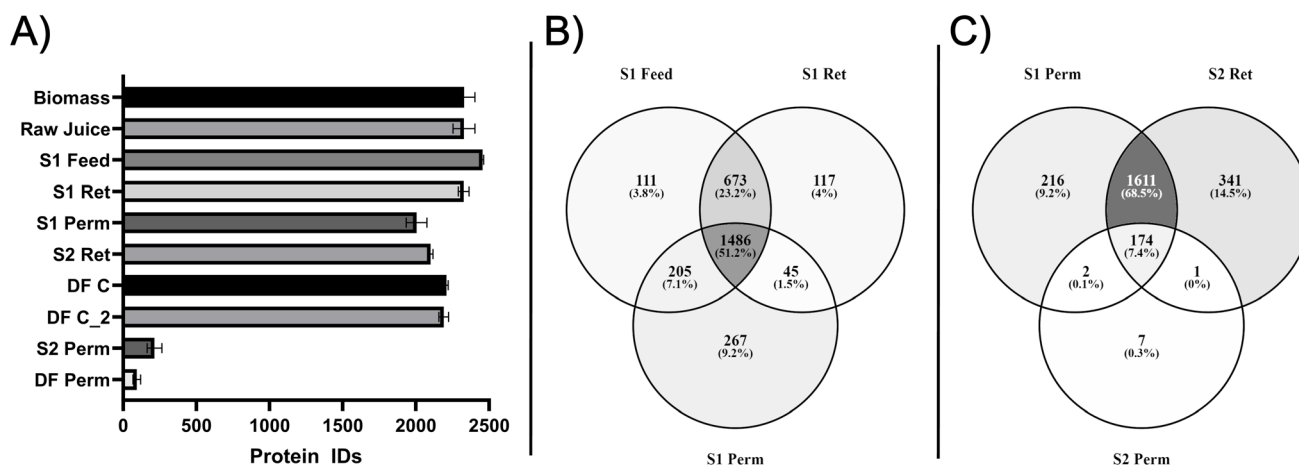 A)
Biomass
Raw Juice
S1 Feed
S1 Ret
S1 Perm
S2 Ret
DF C
DF C_2
S2 Perm
DF Perm
0 500 1000 1500 2000 2500
Protein IDs
B)
S1 Feed S1 Ret
111 673 117
(3.8%) (23.2%) (4%)
1486
(51.2%)
205 45
(7.1%) (1.5%)
267
(9.2%)
S1 Perm
C)
S1 Perm S2 Ret
216 1611 341
(9.2%) (68.5%) (14.5%)
174
(7.4%)
2 1
(0.1%) (0%)
7
(0.3%)
S2 Perm